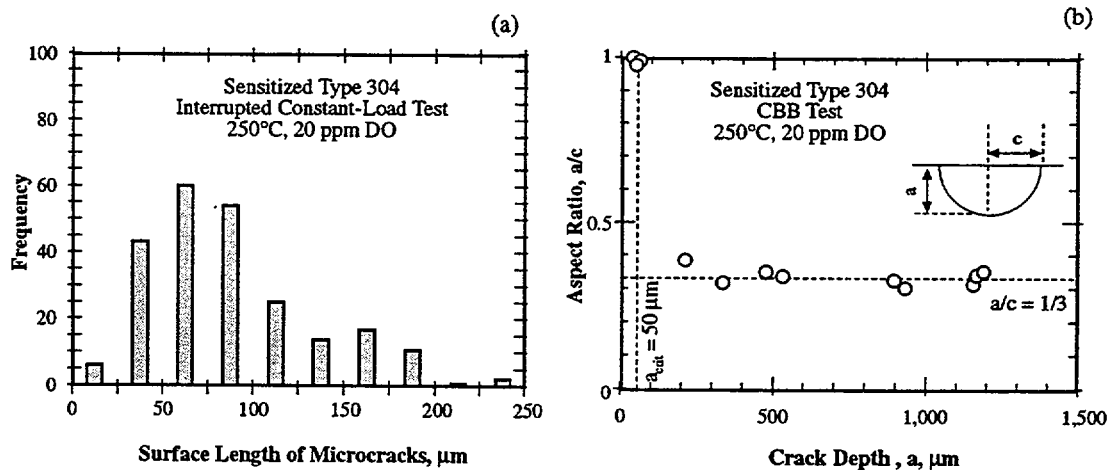 (a)
Sensitized Type 304
Interrupted Constant-Load Test
250°C, 20 ppm DO
100
80
60
40
20
0
Frequency
0
50
100
150
200
250
Surface Length of Microcracks, μm
(b)
Sensitized Type 304
CBB Test
250°C, 20 ppm DO
c
a
1
0.5
0
Aspect Ratio, a/c
a_crit = 50 μm
a/c = 1/3
0
500
1,000
1,500
Crack Depth , a, μm